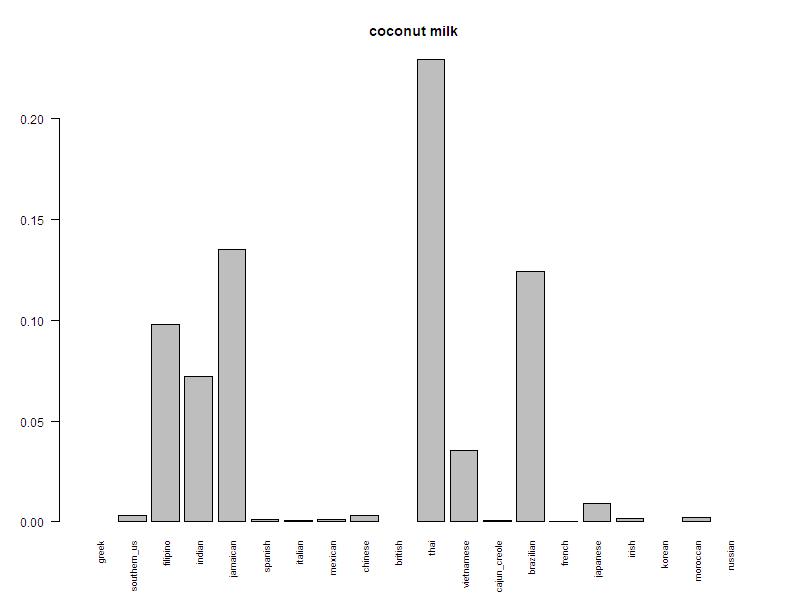 coconut milk
0.20
0.15
0.10
0.05
0.00
greek
southern_us
filipino
indian
jamaican
spanish
italian
mexican
chinese
british
thai
vietnamese
cajun_creole
brazilian
french
japanese
irish
korean
moroccan
russian